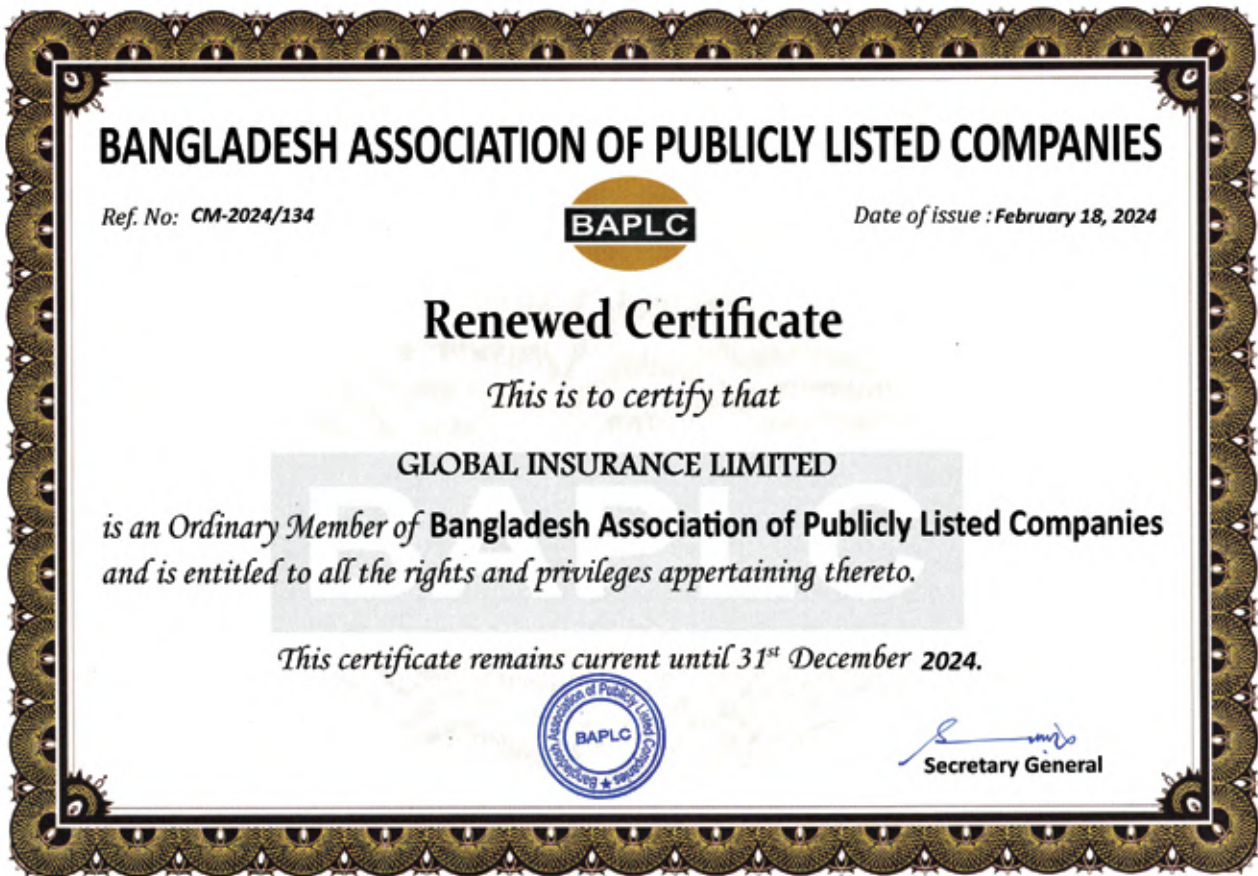 BANGLADESH ASSOCIATION OF PUBLICLY LISTED COMPANIES
Ref. No: CM-2024/134
BAPLC
Date of issue : February 18, 2024
Renewed Certificate
This is to certify that
GLOBAL INSURANCE LIMITED
BAPLC
is an Ordinary Member of Bangladesh Association of Publicly Listed Companies
and is entitled to all the rights and privileges appertaining thereto.
This certificate remains current until 31st December 2024.
Bangladesh Association of Publicly Listed Companies
BAPLC
Secretary General